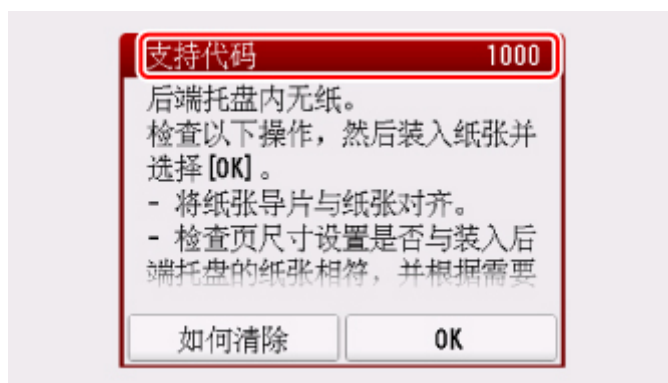 支持代码 1000
后端托盘内无纸。
检查以下操作，然后装入纸张并
选择[OK]。
- 将纸张导片与纸张对齐。
- 检查页尺寸设置是否与装入后
端托盘的纸张相符，并根据需要
如何清除 OK